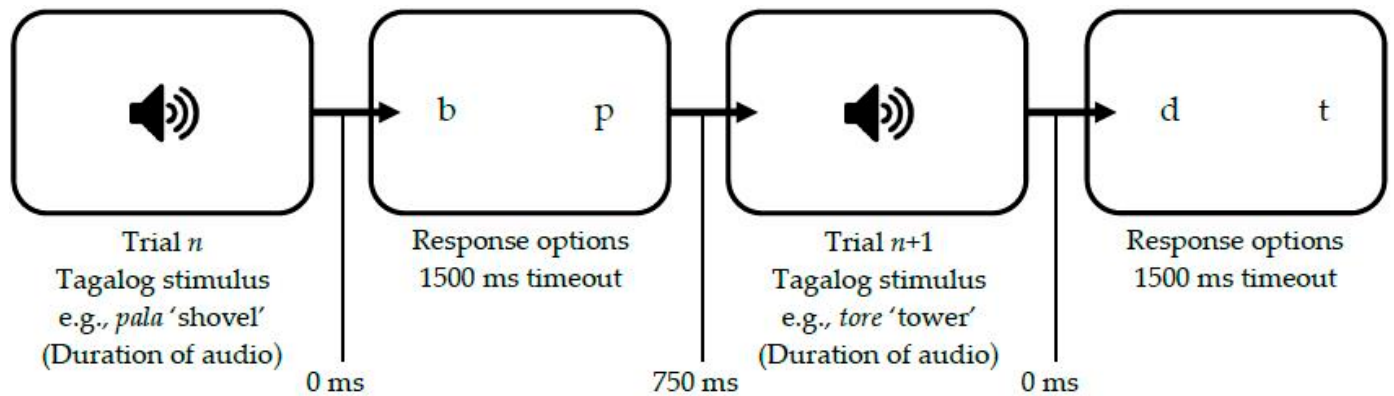 b p
d t
Trial n
Tagalog stimulus
e.g., pala ‘shovel’
(Duration of audio)
0 ms
Response options
1500 ms timeout
750 ms
Trial n+1
Tagalog stimulus
e.g., tore ‘tower’
(Duration of audio)
0 ms
Response options
1500 ms timeout